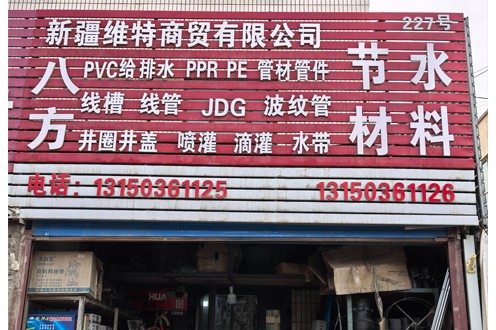 新疆维特商贸有限公司
227号
八方
PVC给排水 PPR PE 管材管件
线槽 线管 JDG 波纹管
井圈井盖 喷灌 滴灌 水带
节水
材料
电话：13150361125 13150361126
HUA